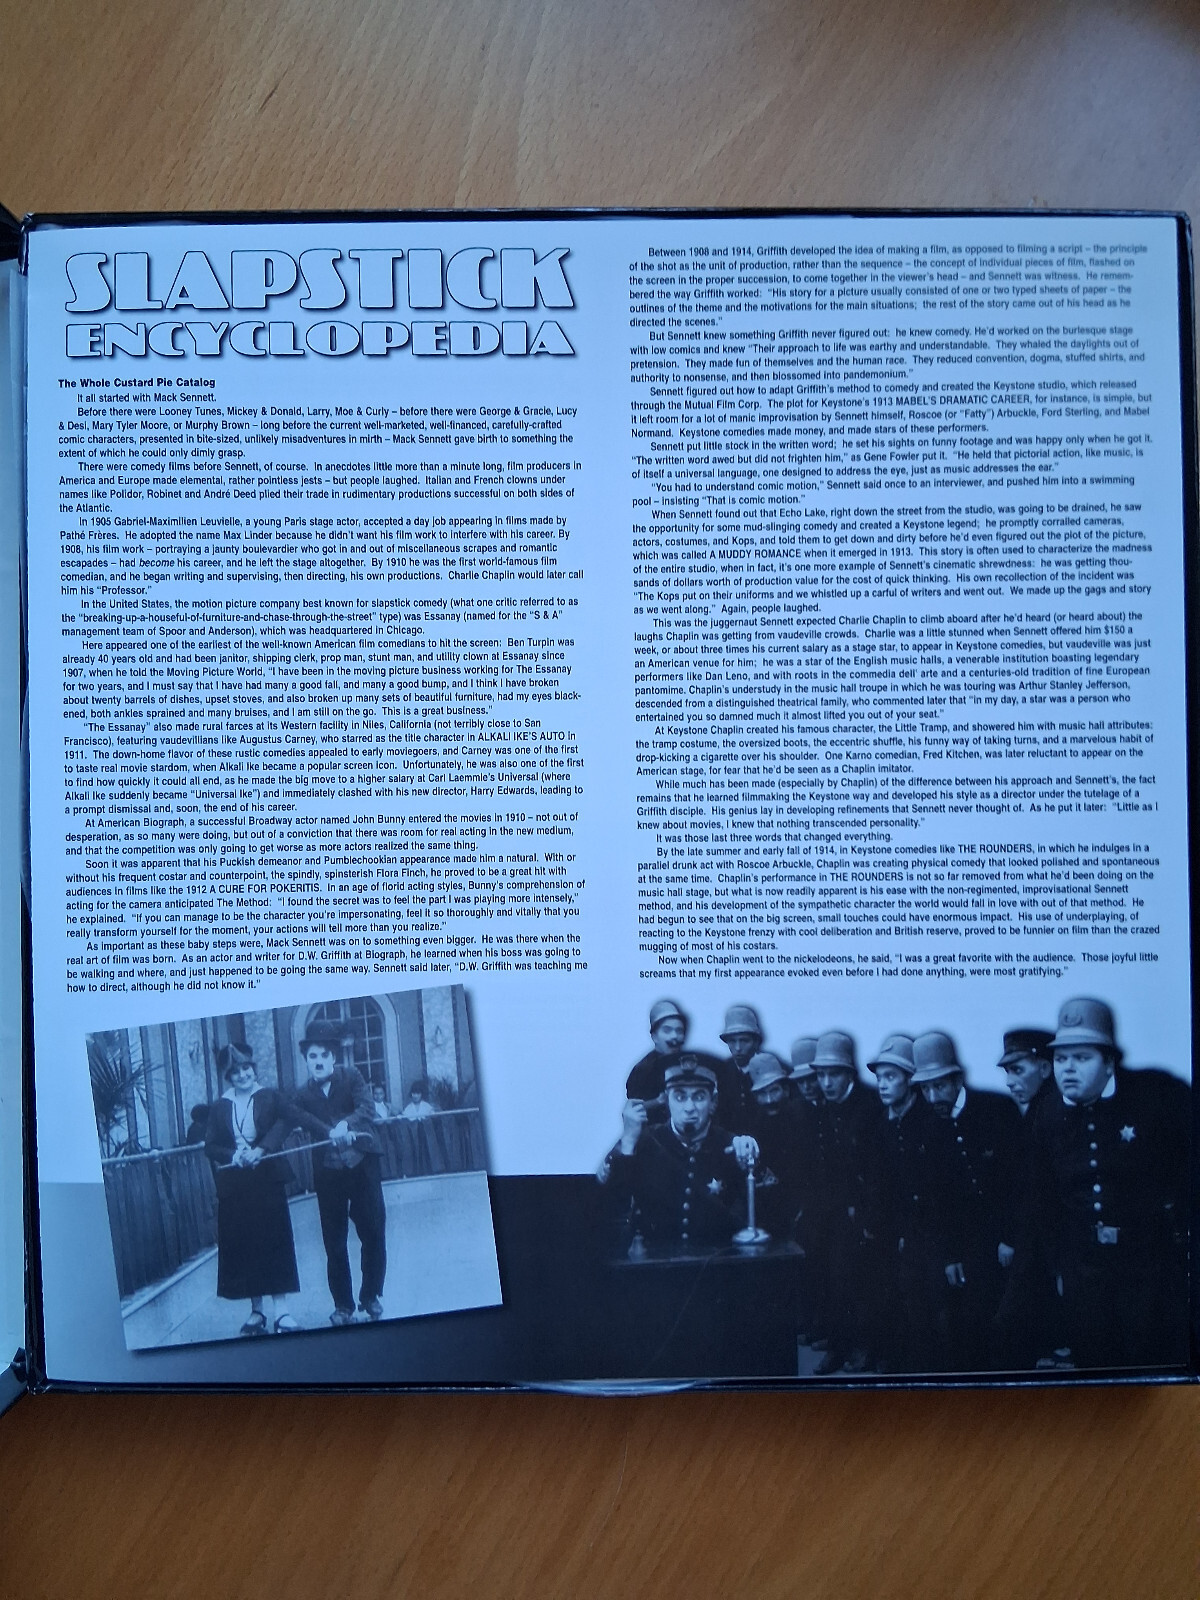 SLAPSTICK
ENCYCLOPEDIA
The Whole Custard Pie Catalog
It all started with Mack Sennett.
Before there were Looney Tunes, Mickey & Donald, Larry, Moe & Curly – before there were George & Gracie, Lucy
& Desi, Mary Tyler Moore, or Murphy Brown – long before the current well-marketed, well-financed, carefully-crafted
comic characters, presented in bite-sized, unlikely misadventures in mirth – Mack Sennett gave birth to something the
extent of which he could only dimly grasp.
There were comedy films before Sennett, of course. In anecdotes little more than a minute long, film producers in
America and Europe made elemental, rather pointless jests – but people laughed. Italian and French clowns under
names like Polidor, Robinet and André Deed plied their trade in rudimentary productions successful on both sides of
the Atlantic.
In 1905 Gabriel-Maximilien Leuvielle, a young Paris stage actor, accepted a day job appearing in films made by
Pathé Frères. He adopted the name Max Linder because he didn't want his film work to interfere with his career. By
1908, his film work – portraying a jaunty boulevardier who got in and out of miscellaneous scrapes and romantic
escapades – had become his career, and he left the stage altogether. By 1910 he was the first world-famous film
comedian, and he began writing and supervising, then directing, his own productions. Charlie Chaplin would later call
him his "Professor."
In the United States, the motion picture company best known for slapstick comedy (what one critic referred to as
the "breaking-up-a-houseful-of-furniture-and-chase-through-the-street" type) was Essanay (named for the "S & A"
management team of Spoor and Anderson), which was headquartered in Chicago.
Here appeared one of the earliest of the well-known American film comedians to hit the screen: Ben Turpin was
already 40 years old and had been janitor, shipping clerk, prop man, stunt man, and utility clown at Essanay since
1907, when he told the Moving Picture World, "I have been in the moving picture business working for The Essanay
for two years, and I must say that I have had many a good fall, and many a good bump, and I think I have broken
about twenty barrels of dishes, upset stoves, and also broken up many sets of beautiful furniture, had my eyes black-
ened, both ankles sprained and many bruises, and I am still on the go. This is a great business."
"The Essanay" also made rural farces at its Western facility in Niles, California (not terribly close to San
Francisco), featuring vaudevillians like Augustus Carney, who starred as the title character in ALKALI IKE'S AUTO in
1911. The down-home flavor of these rustic comedies appealed to early moviegoers, and Carney was one of the first
to taste real movie stardom, when Alkali Ike became a popular screen icon. Unfortunately, he was also one of the first
to find how quickly it could all end, as he made the big move to a higher salary at Carl Laemmle's Universal (where
Alkali Ike suddenly became "Universal Ike") and immediately clashed with his new director, Harry Edwards, leading to
a prompt dismissal and, soon, the end of his career.
At American Biograph, a successful Broadway actor named John Bunny entered the movies in 1910 – not out of
desperation, as so many were doing, but out of a conviction that there was room for real acting in the new medium,
and that the competition was only going to get worse as more actors realized the same thing.
Soon it was apparent that his Puckish demeanor and Pumblechookian appearance made him a natural. With or
without his frequent costar and counterpoint, the spindly, spinsterish Flora Finch, he proved to be a great hit with
audiences in films like the 1912 A CURE FOR POKERITIS. In an age of florid acting styles, Bunny's comprehension of
acting for the camera anticipated The Method: "I found the secret was to feel the part I was playing more intensely,"
he explained. "If you can manage to be the character you're impersonating, feel it so thoroughly and vitally that you
really transform yourself for the moment, your actions will tell more than you realize."
As important as these baby steps were, Mack Sennett was on to something even bigger. He was there when the
real art of film was born. As an actor and writer for D.W. Griffith at Biograph, he learned when his boss was going to
be walking and where, and just happened to be going the same way. Sennett said later, "D.W. Griffith was teaching me
how to direct, although he did not know it."
Between 1908 and 1914, Griffith developed the idea of making a film, as opposed to filming a script – the principle
of the shot as the unit of production, rather than the sequence – the concept of individual pieces of film, flashed on
the screen in the proper succession, to come together in the viewer's head – and Sennett was witness. He remem-
bered the way Griffith worked: "His story for a picture usually consisted of one or two typed sheets of paper – the
outlines of the theme and the motivations for the main situations; the rest of the story came out of his head as he
directed the scenes."
But Sennett knew something Griffith never figured out: he knew comedy. He'd worked on the burlesque stage
with low comics and knew "Their approach to life was earthy and understandable. They whaled the daylights out of
pretension. They made fun of themselves and the human race. They reduced convention, dogma, stuffed shirts, and
authority to nonsense, and then blossomed into pandemonium."
But Sennett figured out how to adapt Griffith's method to comedy and created the Keystone studio, which released
through the Mutual Film Corp. The plot for Keystone's 1913 MABEL'S DRAMATIC CAREER, for instance, is simple, but
it left room for a lot of manic improvisation by Sennett himself, Roscoe (or "Fatty") Arbuckle, Ford Sterling, and Mabel
Normand. Keystone comedies made money, and made stars of these performers.
Sennett put little stock in the written word; he set his sights on funny footage and was happy only when he got it.
"The written word awed but did not frighten him," as Gene Fowler put it. "He held that pictorial action, like music, is
of itself a universal language, one designed to address the eye, just as music addresses the ear."
"You had to understand comic motion," Sennett said once to an interviewer, and pushed him into a swimming
pool – insisting "That is comic motion."
When Sennett found out that Echo Lake, right down the street from the studio, was going to be drained, he saw
the opportunity for some mud-slinging comedy and created a Keystone legend; he promptly corralled cameras,
actors, costumes, and Kops, and told them to get down and dirty before he'd even figured out the plot of the picture,
which was called A MUDDY ROMANCE when it emerged in 1913. This story is often used to characterize the madness
of the entire studio, when in fact, it's one more example of Sennett's cinematic shrewdness: he was getting thou-
sands of dollars worth of production value for the cost of quick thinking. His own recollection of the incident was
"The Kops put on their uniforms and we whistled up a carful of writers and went out. We made up the gags and story
as we went along." Again, people laughed.
This was the juggernaut Sennett expected Charlie Chaplin to climb aboard after he'd heard (or heard about) the
laughs Chaplin was getting from vaudeville crowds. Charlie was a little stunned when Sennett offered him $150 a
week, or about three times his current salary as a stage star, to appear in Keystone comedies, but vaudeville was just
an American venue for him; he was a star of the English music halls, a venerable institution boasting legendary
performers like Dan Leno, and with roots in the commedia dell' arte and a centuries-old tradition of fine European
pantomime. Chaplin's understudy in the music hall troupe in which he was touring was Arthur Stanley Jefferson,
descended from a distinguished theatrical family, who commented later that "in my day, a star was a person who
entertained you so damned much it almost lifted you out of your seat."
At Keystone Chaplin created his famous character, the Little Tramp, and showered him with music hall attributes:
the tramp costume, the oversized boots, the eccentric shuffle, his funny way of taking turns, and a marvelous habit of
drop-kicking a cigarette over his shoulder. One Karno comedian, Fred Kitchen, was later reluctant to appear on the
American stage, for fear that he'd be seen as a Chaplin imitator.
While much has been made (especially by Chaplin) of the difference between his approach and Sennett's, the fact
remains that he learned filmmaking the Keystone way and developed his style as a director under the tutelage of a
Griffith disciple. His genius lay in developing refinements that Sennett never thought of. As he put it later: "Little as I
knew about movies, I knew that nothing transcended personality."
It was those last three words that changed everything.
By the late summer and early fall of 1914, in Keystone comedies like THE ROUNDERS, in which he indulges in a
parallel drunk act with Roscoe Arbuckle, Chaplin was creating physical comedy that looked polished and spontaneous
at the same time. Chaplin's performance in THE ROUNDERS is not so far removed from what he'd been doing on the
music hall stage, but what is now readily apparent is his ease with the non-regimented, improvisational Sennett
method, and his development of the sympathetic character the world would fall in love with out of that method. He
had begun to see that on the big screen, small touches could have enormous impact. His use of underplaying, of
reacting to the Keystone frenzy with cool deliberation and British reserve, proved to be funnier on film than the crazed
mugging of most of his costars.
Now when Chaplin went to the nickelodeons, he said, "I was a great favorite with the audience. Those joyful little
screams that my first appearance evoked even before I had done anything, were most gratifying."